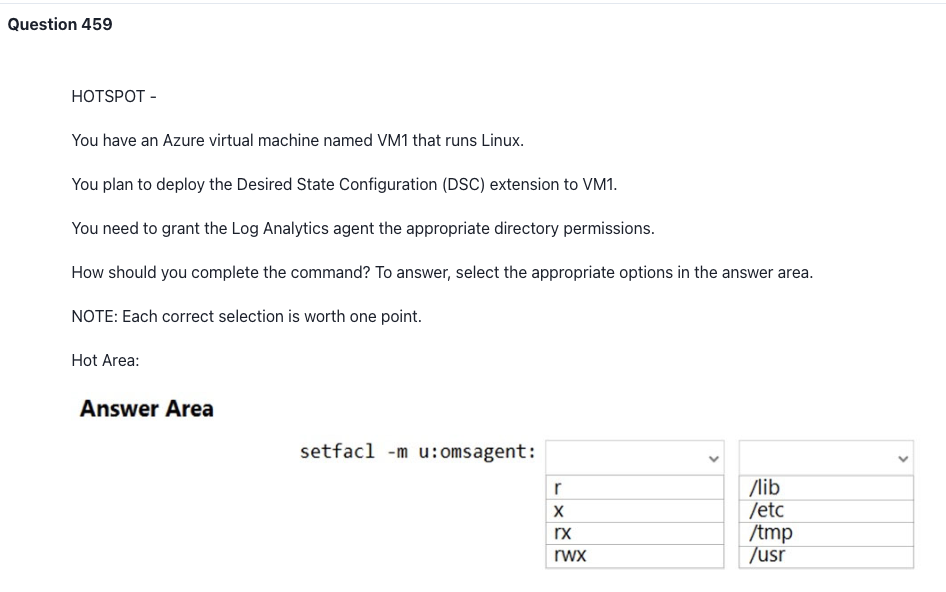 Question 459
HOTSPOT -
You have an Azure virtual machine named VM1 that runs Linux.
You plan to deploy the Desired State Configuration (DSC) extension to VM1.
You need to grant the Log Analytics agent the appropriate directory permissions.
How should you complete the command? To answer, select the appropriate options in the answer area.
NOTE: Each correct selection is worth one point.
Hot Area:
Answer Area
setfacl -m u:omsagent:
r /lib
x /etc
rx /tmp
rwx /usr